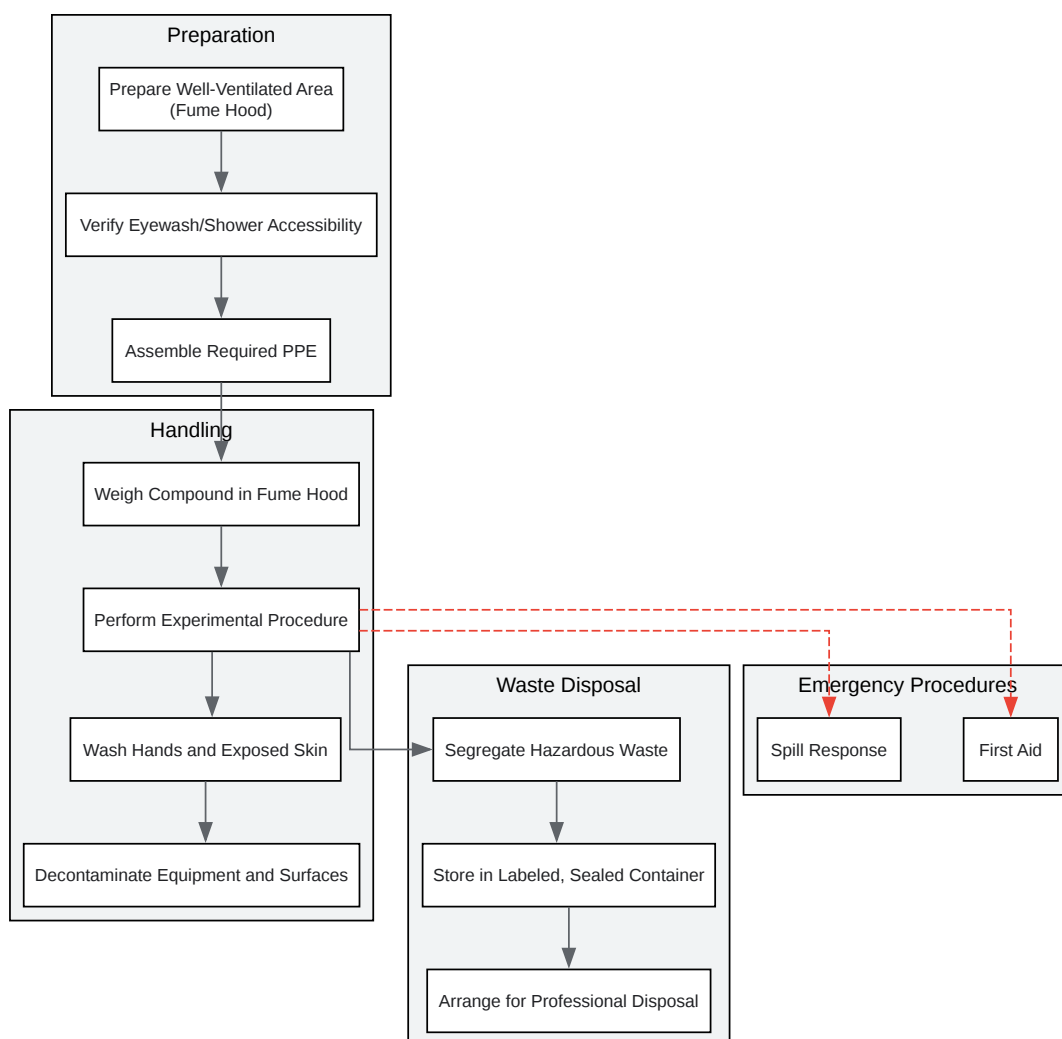 Preparation
Prepare Well-Ventilated Area
(Fume Hood)
Verify Eyewash/Shower Accessibility
Assemble Required PPE
Handling
Weigh Compound in Fume Hood
Perform Experimental Procedure
Wash Hands and Exposed Skin
Decontaminate Equipment and Surfaces
Waste Disposal
Segregate Hazardous Waste
Store in Labeled, Sealed Container
Arrange for Professional Disposal
Emergency Procedures
Spill Response
First Aid